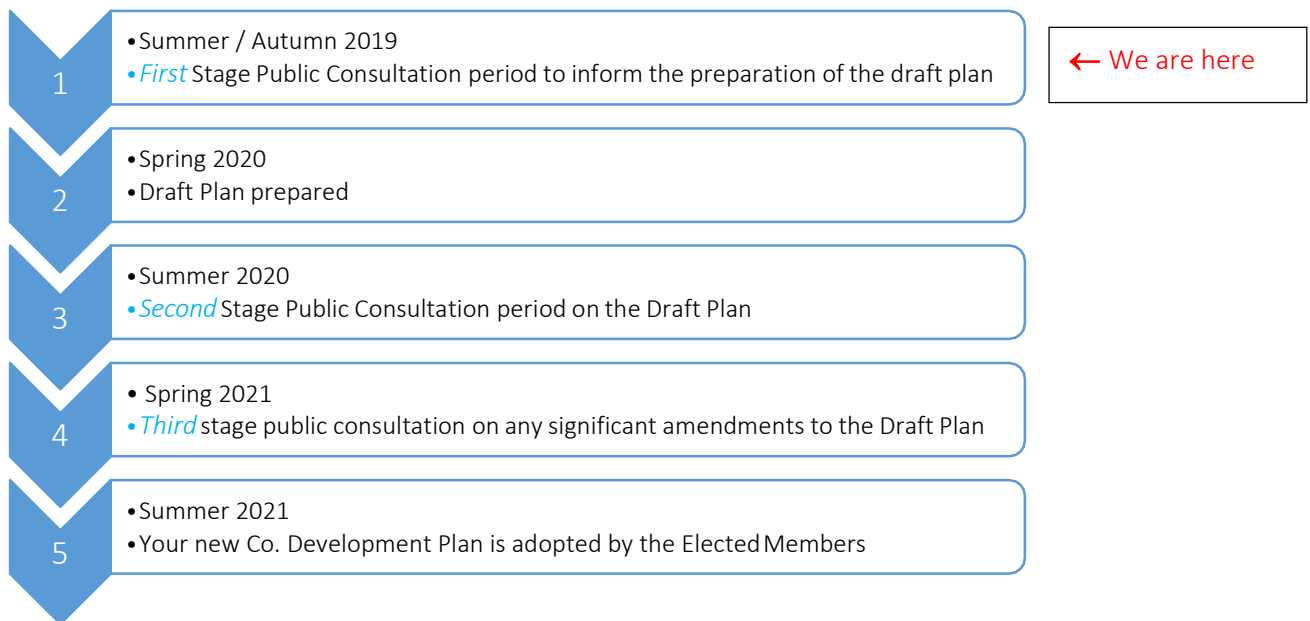 1
•Summer / Autumn 2019
•First Stage Public Consultation period to inform the preparation of the draft plan
← We are here
2
•Spring 2020
•Draft Plan prepared
3
•Summer 2020
•Second Stage Public Consultation period on the Draft Plan
4
• Spring 2021
•Third stage public consultation on any significant amendments to the Draft Plan
5
•Summer 2021
•Your new Co. Development Plan is adopted by the Elected Members